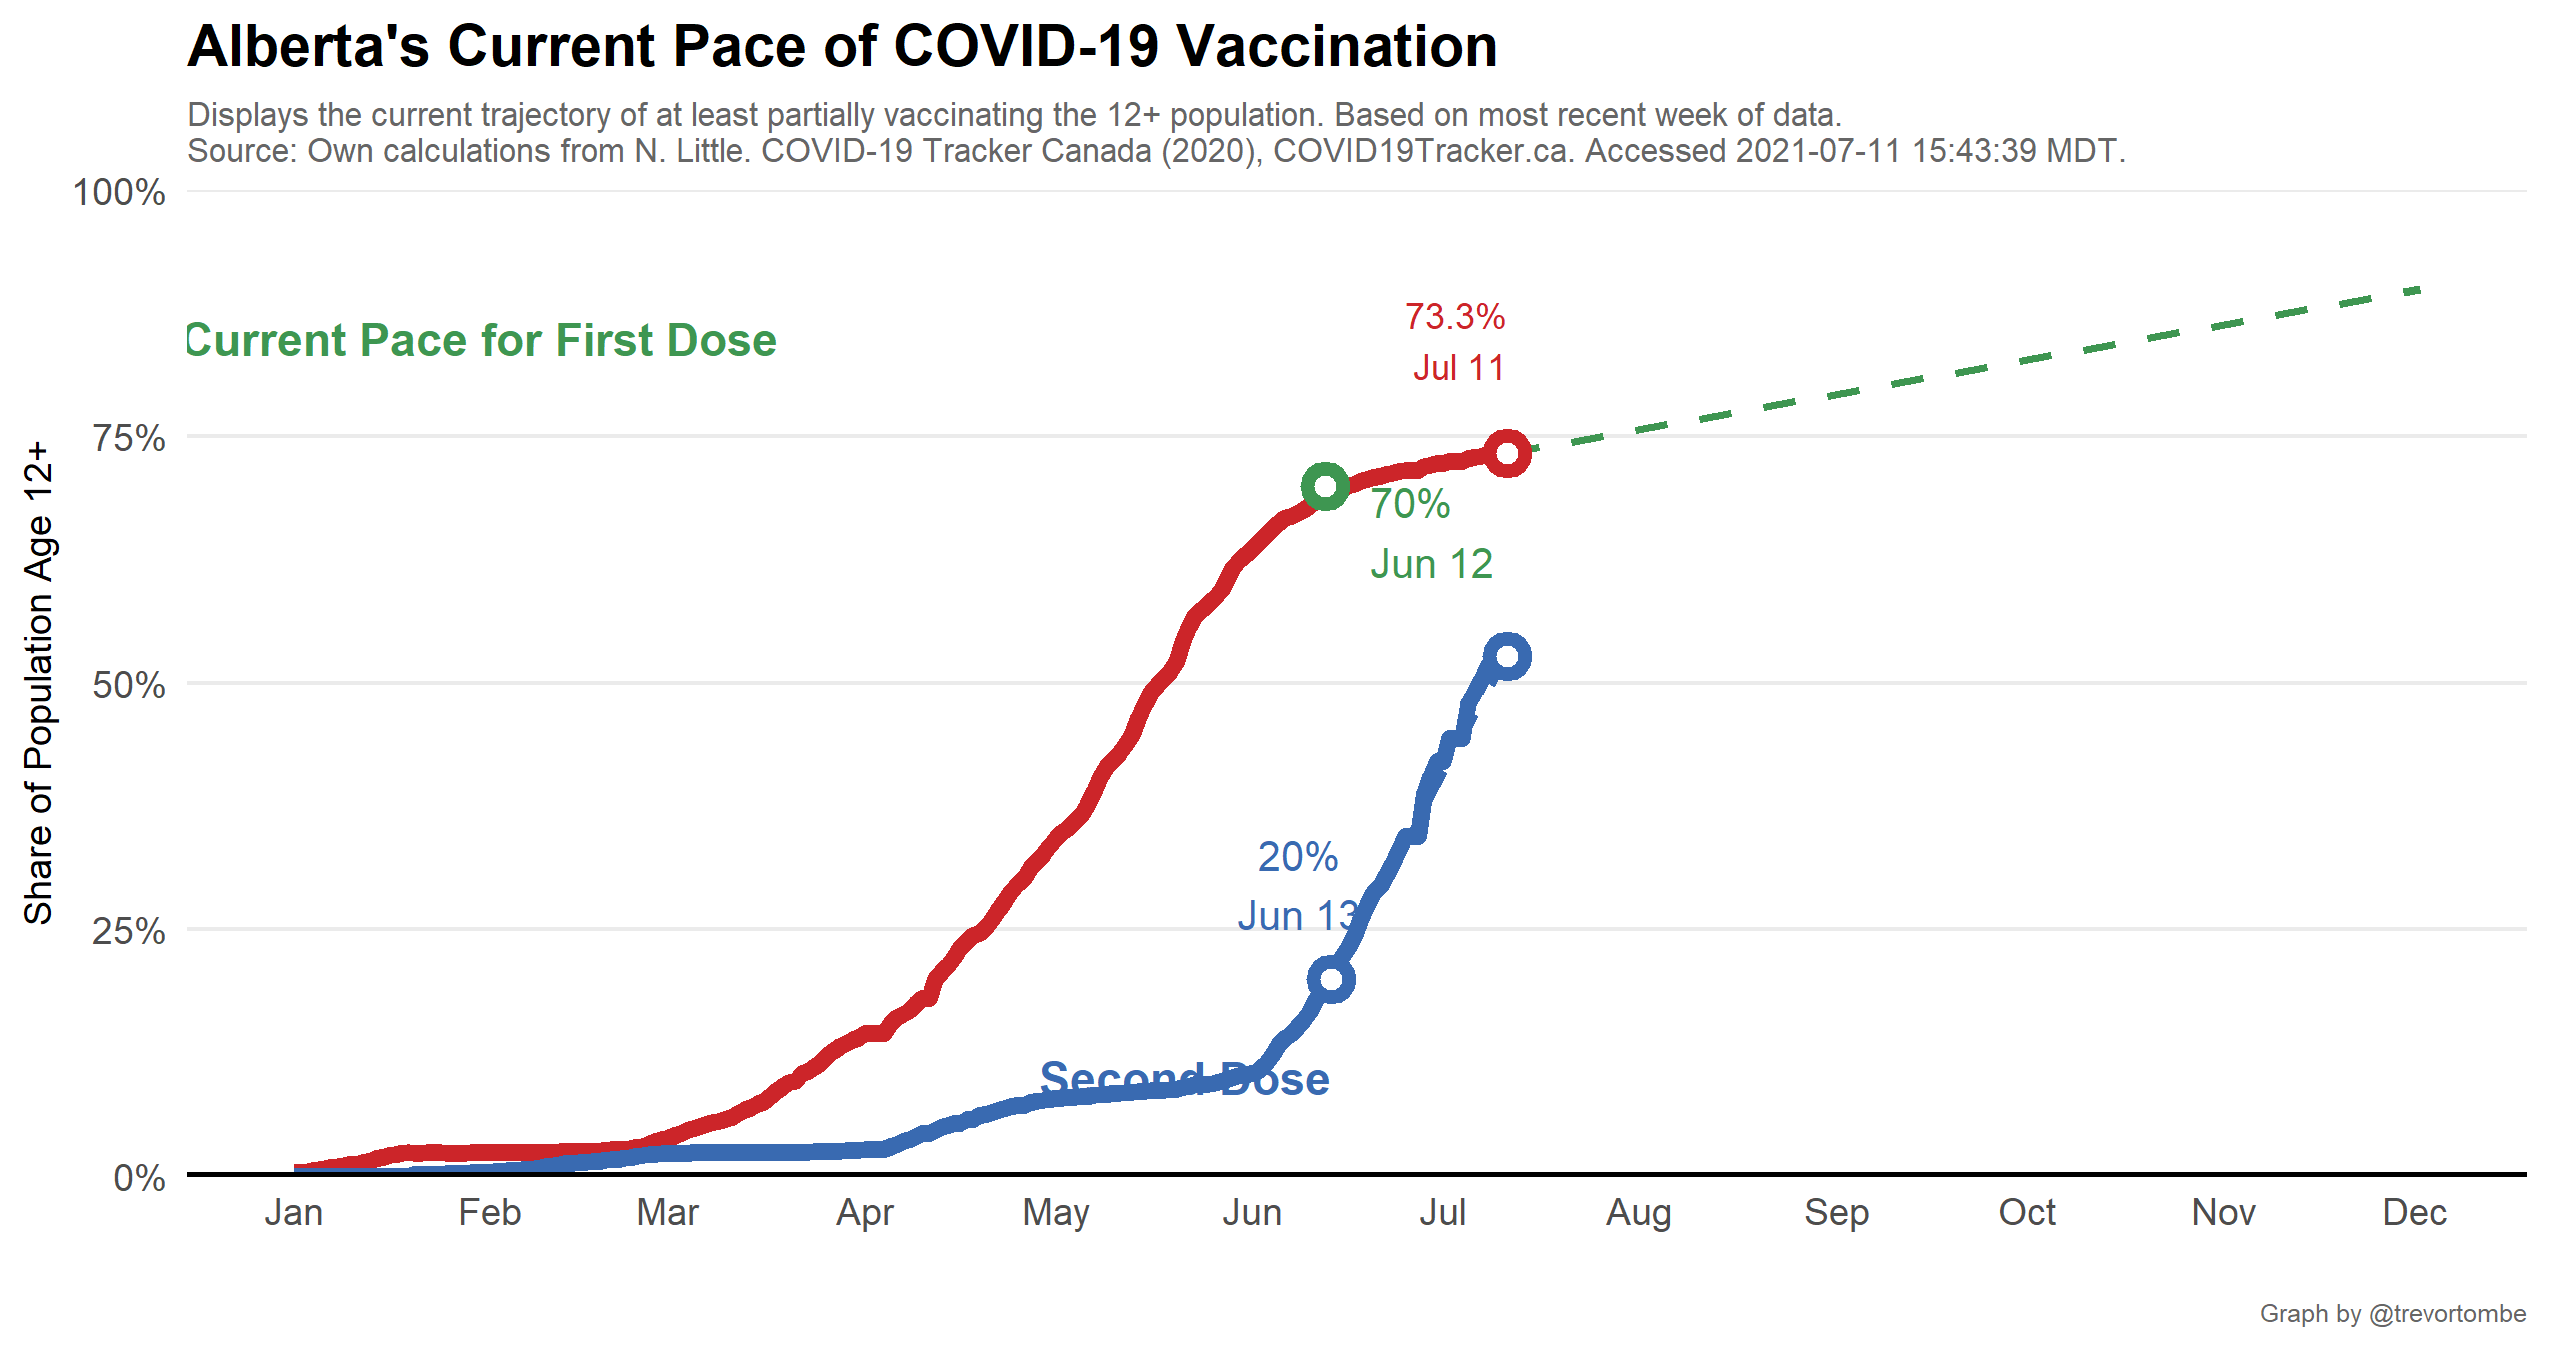 Alberta's Current Pace of COVID-19 Vaccination
Displays the current trajectory of at least partially vaccinating the 12+ population. Based on most recent week of data.
Source: Own calculations from N. Little. COVID-19 Tracker Canada (2020), COVID19Tracker.ca. Accessed 2021-07-11 15:43:39 MDT.
100%
75%
50%
25%
0%
Share of Population Age 12+
Current Pace for First Dose
73.3%
Jul 11
70%
Jun 12
20%
Jun 13
Second Dose
Jan Feb Mar Apr May Jun Jul Aug Sep Oct Nov Dec
Graph by @trevortombe